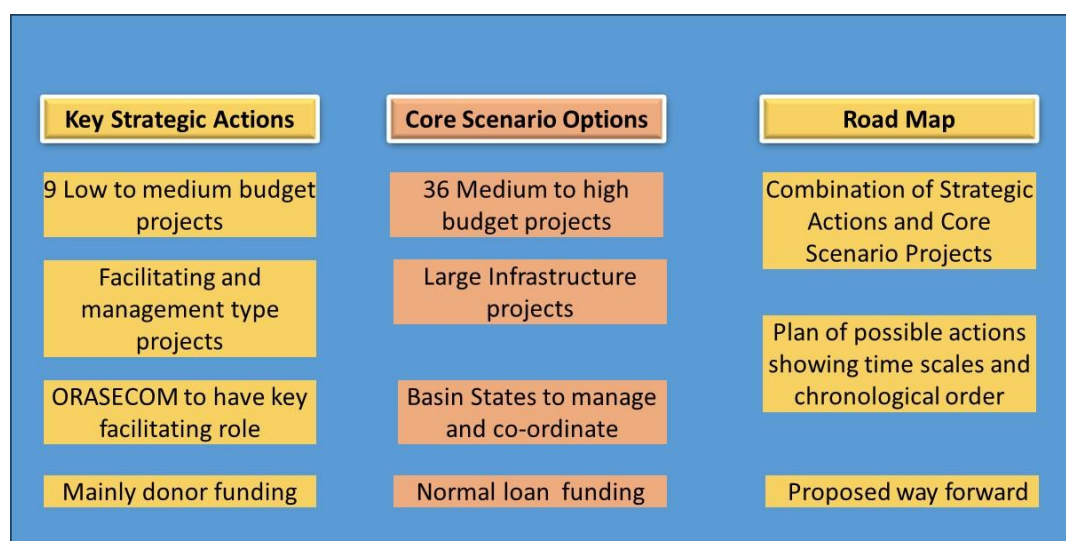 Key Strategic Actions
9 Low to medium budget
projects
Facilitating and
management type
projects
ORASECOM to have key
facilitating role
Mainly donor funding
Core Scenario Options
36 Medium to high
budget projects
Large Infrastructure
projects
Basin States to manage
and co-ordinate
Normal loan  funding
Road Map
Combination of Strategic
Actions and Core
Scenario Projects
Plan of possible actions
showing time scales and
chronological order
Proposed way forward